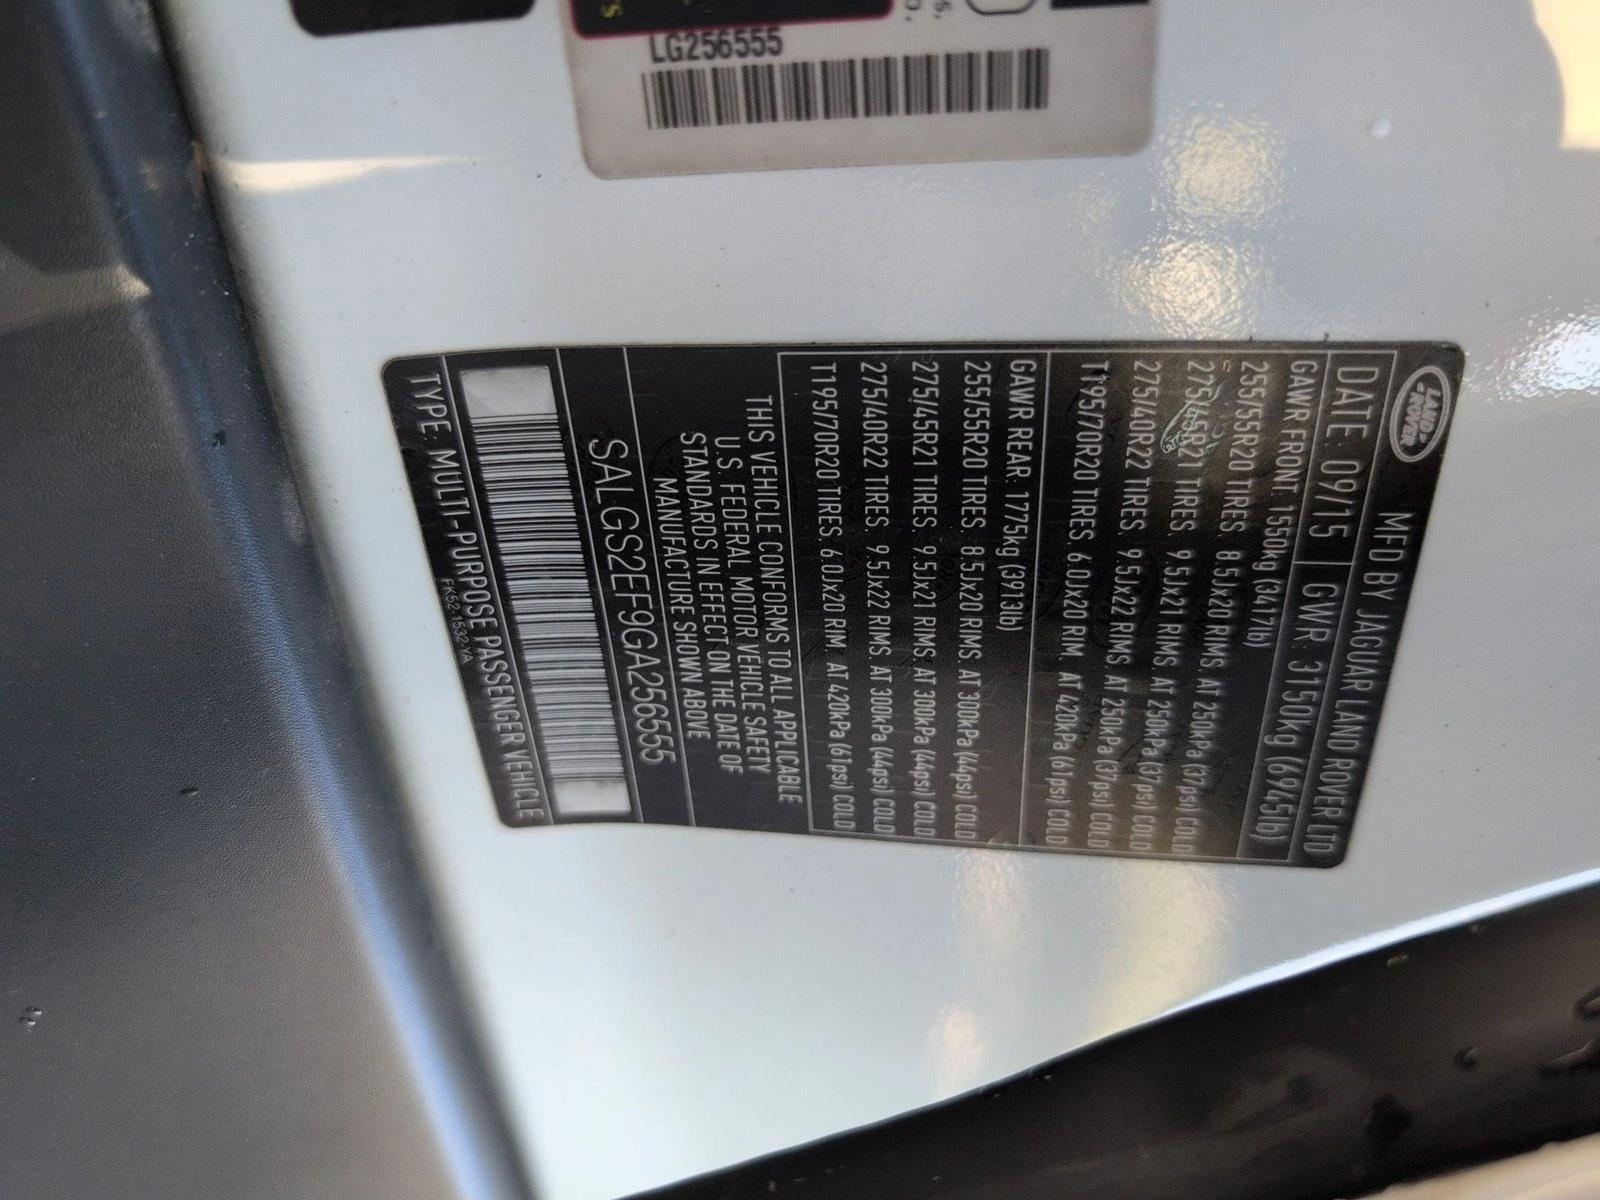 LG256555
LAND
ROVER
MFD BY JAGUAR LAND ROVER LTD
DATE: 09/15
GWR: 3150kg (6945lb)
GAWR FRONT: 1550kg (3417lb)
255/55R20 TIRES. 8.5Jx20 RIMS. AT 250kPa (37psi) COLD
275/45R21 TIRES. 9.5Jx21 RIMS. AT 250kPa (37psi) COLD
275/40R22 TIRES. 9.5Jx22 RIMS. AT 250kPa (37psi) COLD
T195/70R20 TIRES. 6.0Jx20 RIM. AT 420kPa (61psi) COLD
GAWR REAR: 1775kg (3913lb)
255/55R20 TIRES. 8.5Jx20 RIMS. AT 300kPa (44psi) COLD
275/45R21 TIRES. 9.5Jx21 RIMS. AT 300kPa (44psi) COLD
275/40R22 TIRES. 9.5Jx22 RIMS. AT 300kPa (44psi) COLD
T195/70R20 TIRES. 6.0Jx20 RIM. AT 420kPa (61psi) COLD
THIS VEHICLE CONFORMS TO ALL APPLICABLE
U.S. FEDERAL MOTOR VEHICLE SAFETY
STANDARDS IN EFFECT ON THE DATE OF
MANUFACTURE SHOWN ABOVE
SALGS2EF9GA256555
TYPE: MULTI-PURPOSE PASSENGER VEHICLE
FK52-1532-YA